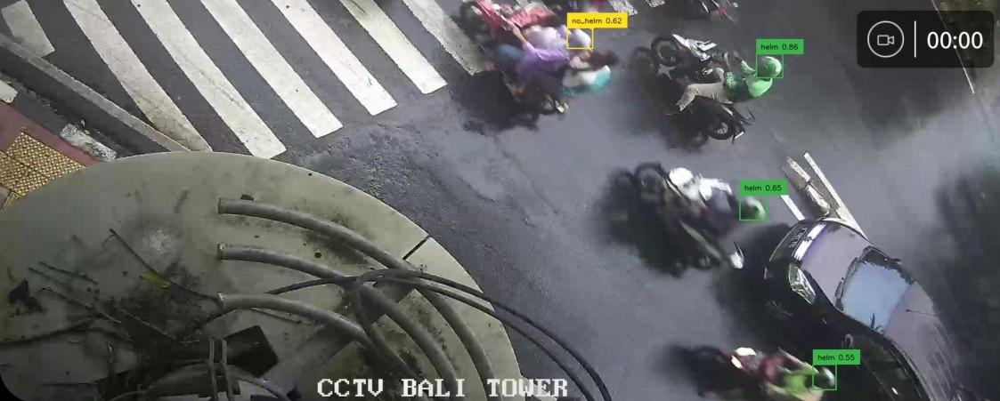 no_helm 0.62
helm 0.86
00:00
helm 0.65
helm 0.55
CCTV BALI TOWER